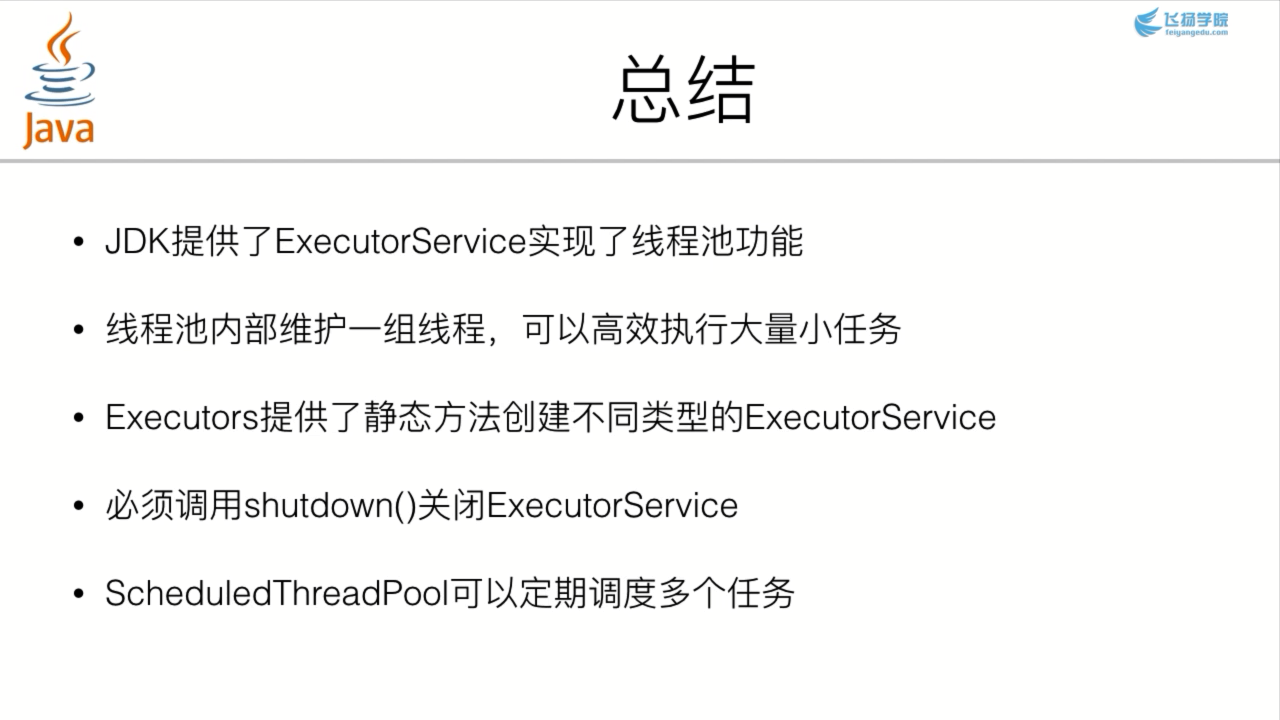 飞扬学院
feiyangedu.com
Java
总结
• JDK提供了ExecutorService实现了线程池功能
• 线程池内部维护一组线程，可以高效执行大量小任务
• Executors提供了静态方法创建不同类型的ExecutorService
• 必须调用shutdown()关闭ExecutorService
• ScheduledThreadPool可以定期调度多个任务